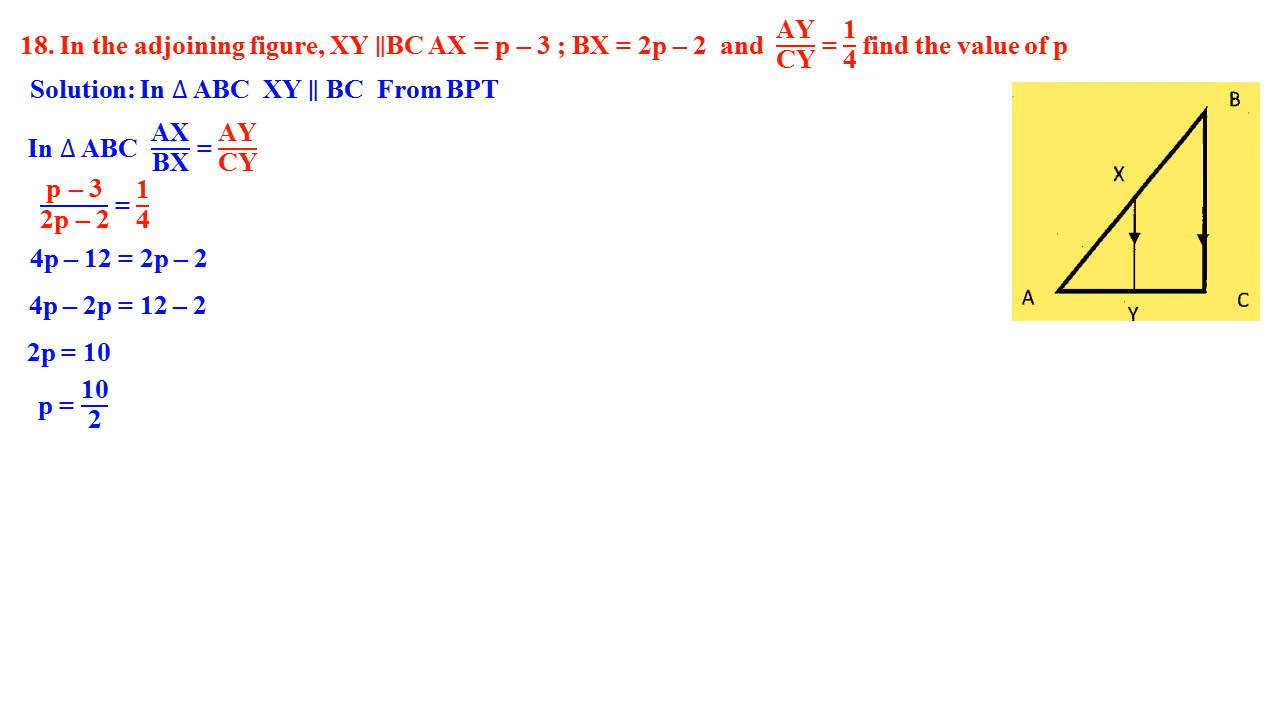 18. In the adjoining figure, XY ∥BC AX = p – 3 ; BX = 2p – 2 and AY/CY = 1/4 find the value of p
Solution: In Δ ABC XY ∥ BC From BPT
In Δ ABC AX/BX = AY/CY
p – 3/2p – 2 = 1/4
4p – 12 = 2p – 2
4p – 2p = 12 – 2
2p = 10
p = 10/2
B
X
A
C
Y